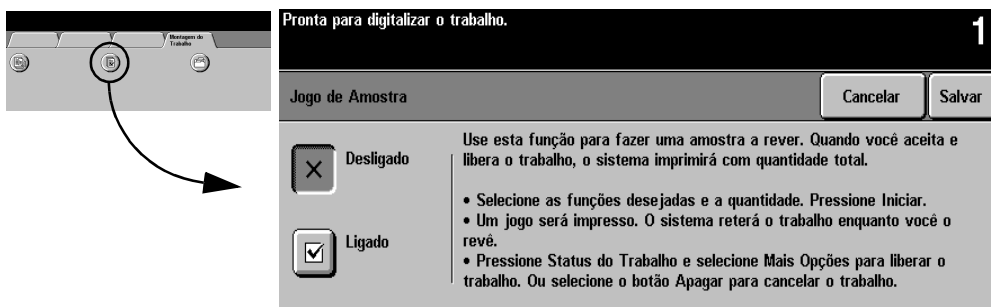 Montagem do
Trabalho
Pronta para digitalizar o trabalho.
1
Jogo de Amostra
Cancelar
Salvar
Desligado
Ligado
Use esta função para fazer uma amostra a rever. Quando você aceita e
libera o trabalho, o sistema imprimirá com quantidade total.
• Selecione as funções desejadas e a quantidade. Pressione Iniciar.
• Um jogo será impresso. O sistema reterá o trabalho enquanto você o
revê.
• Pressione Status do Trabalho e selecione Mais Opções para liberar o
trabalho. Ou selecione o botão Apagar para cancelar o trabalho.